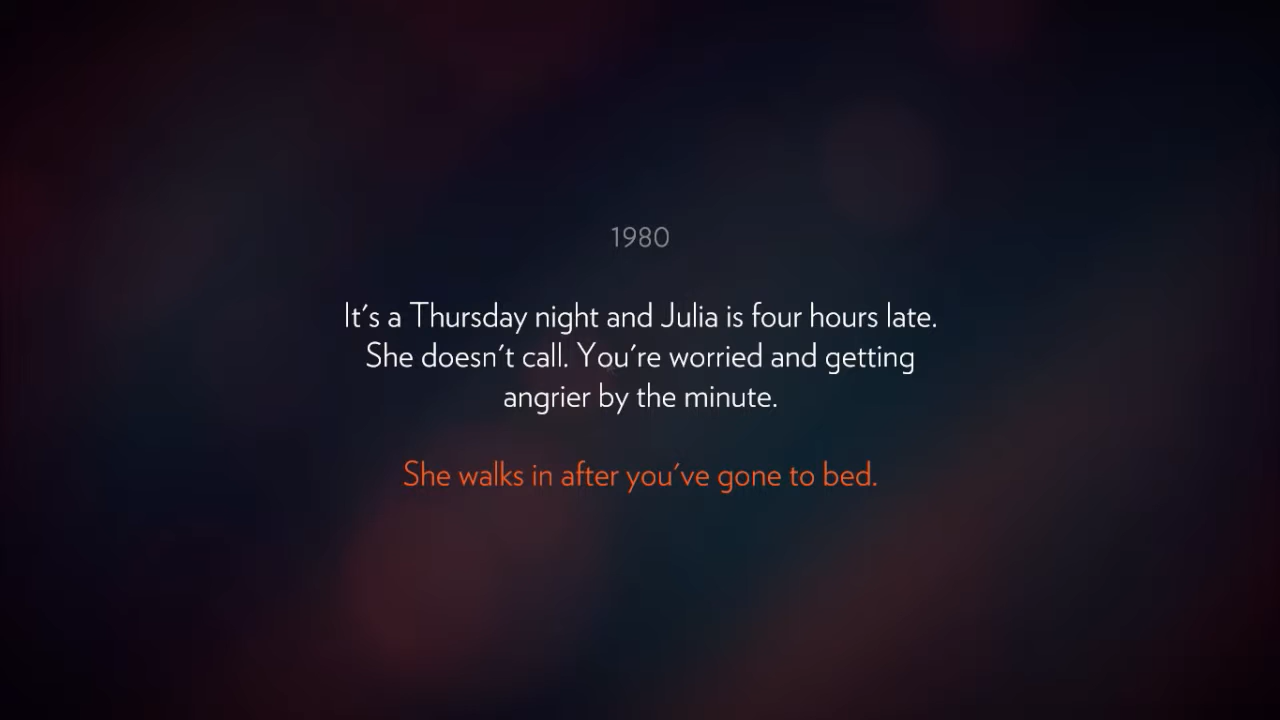 1980
It's a Thursday night and Julia is four hours late.
She doesn't call. You're worried and getting
angrier by the minute.
She walks in after you've gone to bed.